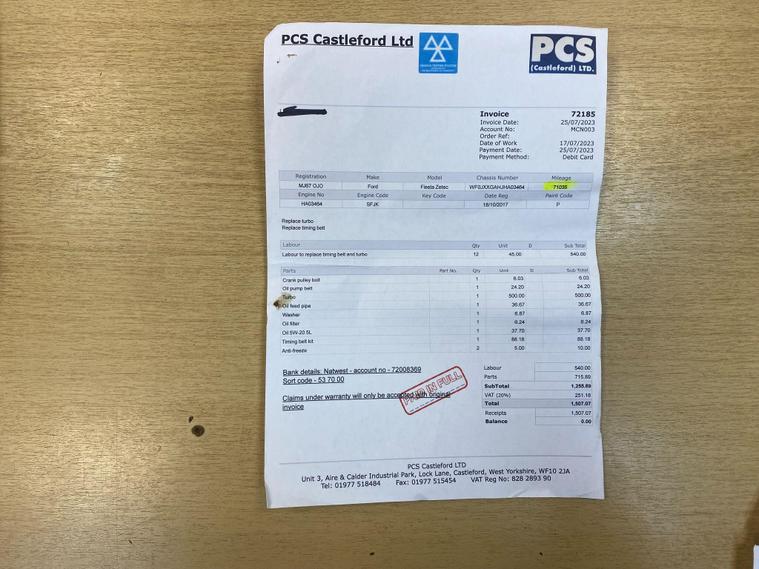 PCS Castleford Ltd
PCS
(Castleford) LTD.
Invoice 72185
Invoice Date: 25/07/2023
Account No: MCN003
Order Ref:
Date of Work 17/07/2023
Payment Date: 25/07/2023
Payment Method: Debit Card
Registration Make Model Chassis Number Mileage
MJ67 OJO Ford Fiesta Zetec WF0JXXGAHJHA03464 71035
Engine No Engine Code Key Code Date Reg Paint Code
HA03464 SFJK 18/10/2017 P
Replace turbo
Replace timing belt
Labour Qty Unit D Sub Total
Labour to replace timing belt and turbo 12 45.00 540.00
Parts Part No. Qty Unit D Sub Total
Crank pulley bolt 1 6.03 6.03
Oil pump belt 1 24.20 24.20
Turbo 1 500.00 500.00
Oil feed pipe 1 36.67 36.67
Washer 1 6.87 6.87
Oil filter 1 6.24 6.24
Oil 5W-20 5L 1 37.70 37.70
Timing belt kit 1 88.18 88.18
Anti-freeze 2 5.00 10.00
Bank details: Natwest - account no - 72008369
Sort code - 53 70 00
Claims under warranty will only be accepted with original
invoice
PAID IN FULL
Labour 540.00
Parts 715.89
SubTotal 1,255.89
VAT (20%) 251.18
Total 1,507.07
Receipts 1,507.07
Balance 0.00
PCS Castleford LTD
Unit 3, Aire & Calder Industrial Park, Lock Lane, Castleford, West Yorkshire, WF10 2JA
Tel: 01977 518484 Fax: 01977 515454 VAT Reg No: 828 2893 90